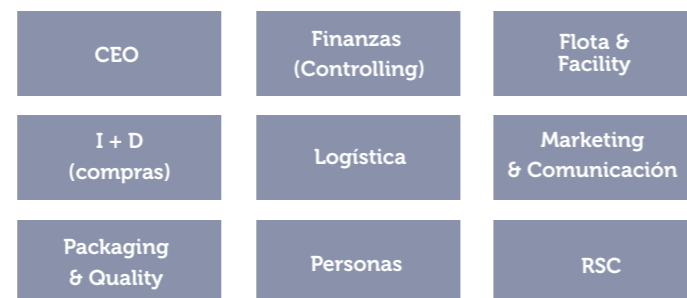 CEO
Finanzas
(Controlling)
Flota &
Facility
I + D
(compras)
Logística
Marketing
& Comunicación
Packaging
& Quality
Personas
RSC